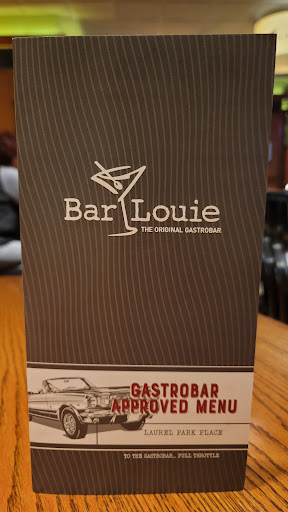 Bar Louie
THE ORIGINAL GASTROBAR
GASTROBAR
APPROVED MENU
LAUREL PARK PLACE
TO THE GASTROBAR... FULL THROTTLE